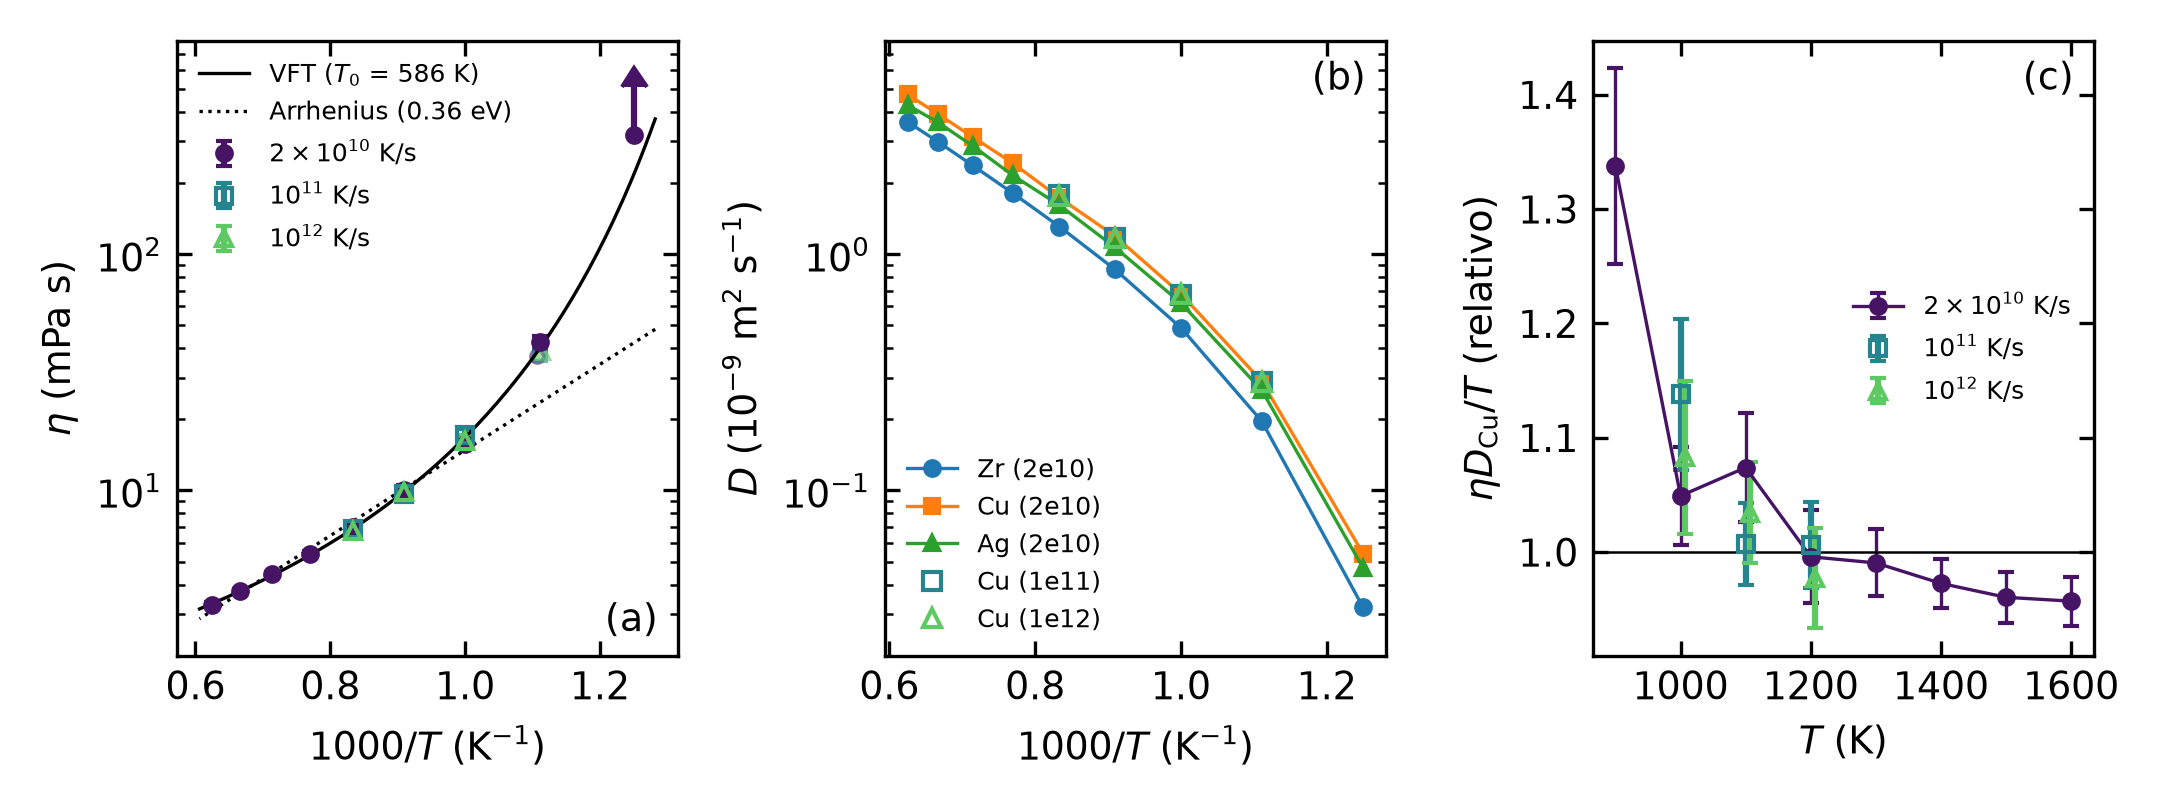 VFT (T₀ = 586 K)
Arrhenius (0.36 eV)
2 × 10¹⁰ K/s
10¹¹ K/s
10¹² K/s
(a)
10²
10¹
η (mPa s)
0.6 0.8 1.0 1.2
1000/T (K⁻¹)
(b)
Zr (2e10)
Cu (2e10)
Ag (2e10)
Cu (1e11)
Cu (1e12)
10⁰
10⁻¹
D (10⁻⁹ m² s⁻¹)
0.6 0.8 1.0 1.2
1000/T (K⁻¹)
(c)
2 × 10¹⁰ K/s
10¹¹ K/s
10¹² K/s
1.4
1.3
1.2
1.1
1.0
ηD_Cu/T (relativo)
1000 1200 1400 1600
T (K)